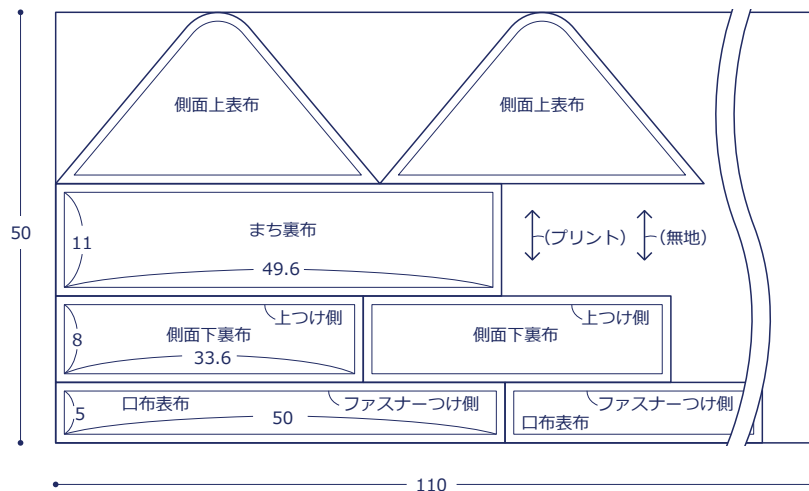 側面上表布
側面上表布
50
まち裏布
11
49.6
(プリント)
(無地)
上つけ側
上つけ側
8
側面下裏布
側面下裏布
33.6
口布表布
ファスナーつけ側
ファスナーつけ側
5
50
口布表布
110